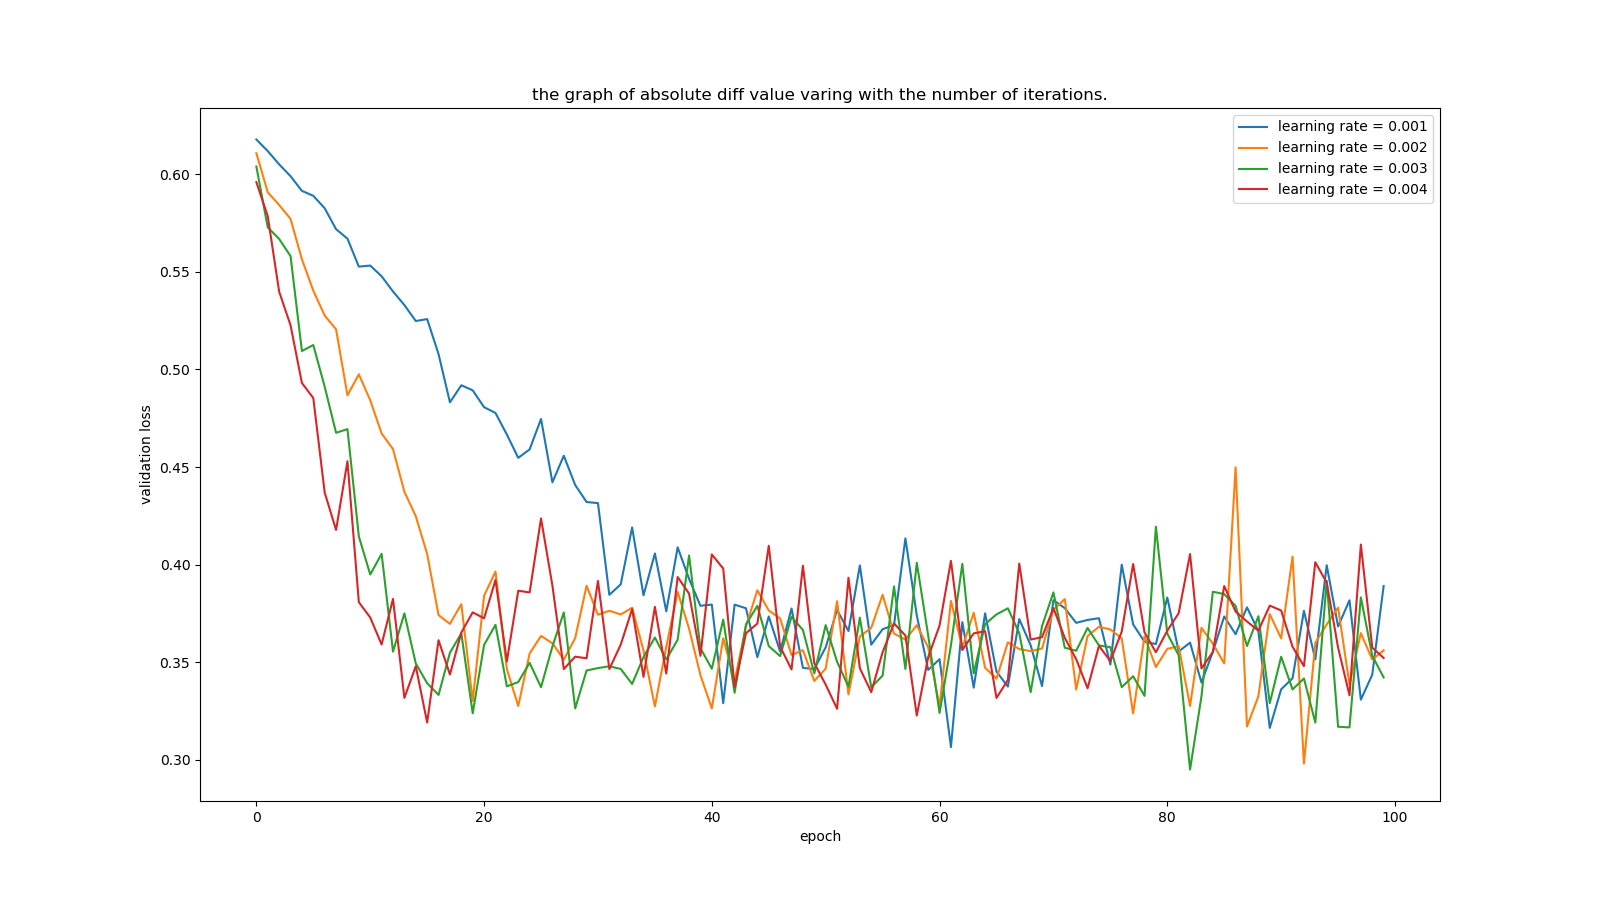 the graph of absolute diff value varing with the number of iterations.
learning rate = 0.001
learning rate = 0.002
learning rate = 0.003
learning rate = 0.004
validation loss
0.60
0.55
0.50
0.45
0.40
0.35
0.30
0 20 40 60 80 100
epoch